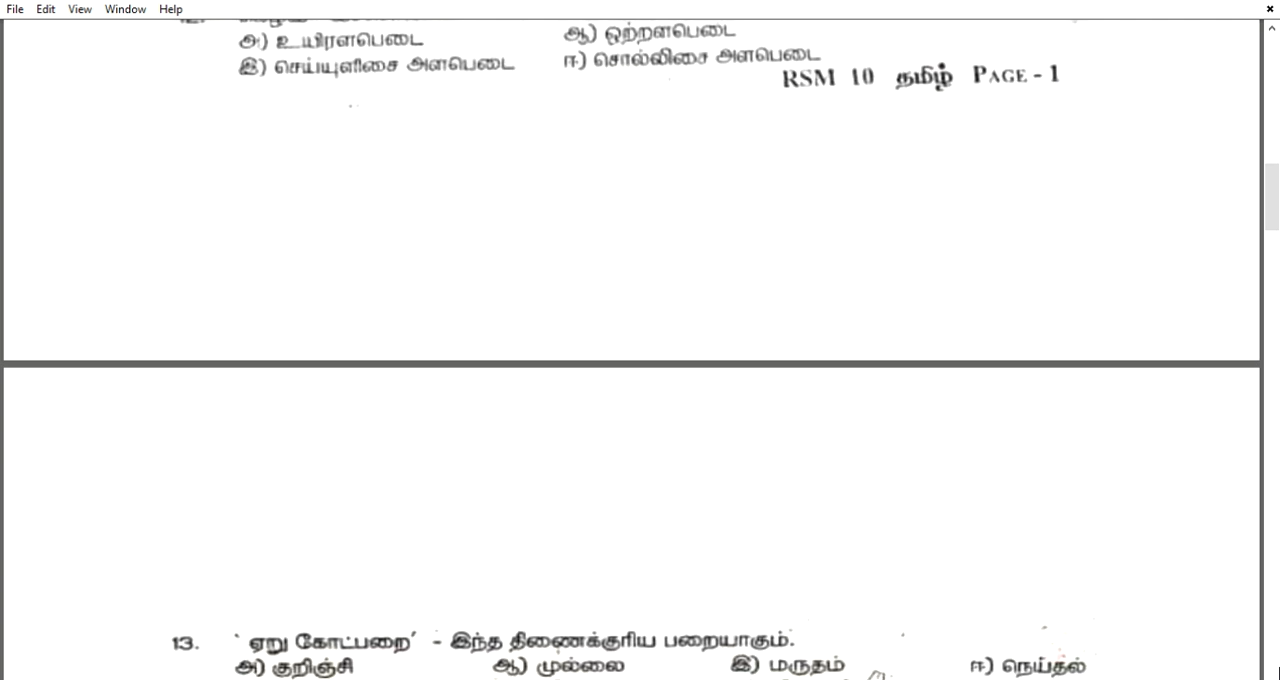 File Edit View Window Help
அ) உயிரளபெடை ஆ) ஒற்றளபெடை
இ) செய்யுளிசை அளபெடை ஈ) சொல்லிசை அளபெடை
RSM 10 தமிழ் PAGE - 1
13. ` ஏறு கோட்பறை' - இந்த திணைக்குரிய பறையாகும்.
அ) குறிஞ்சி ஆ) முல்லை இ) மருதம் ஈ) நெய்தல்